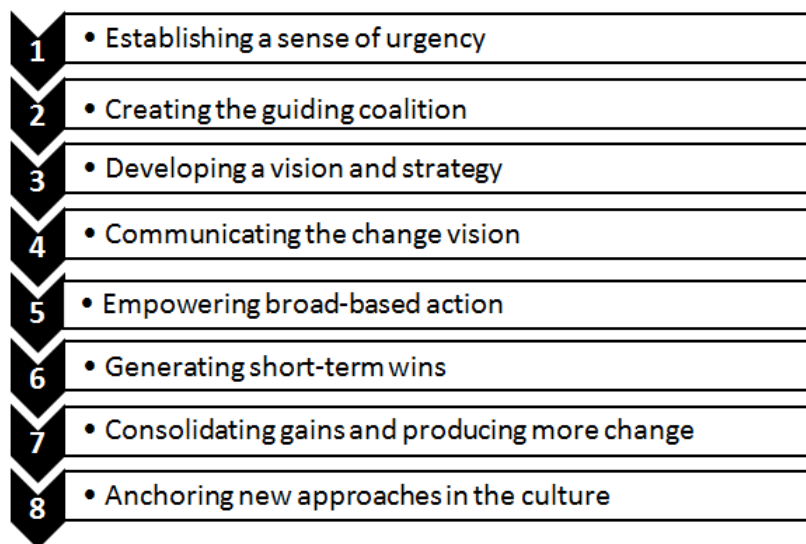 1 • Establishing a sense of urgency
2 • Creating the guiding coalition
3 • Developing a vision and strategy
4 • Communicating the change vision
5 • Empowering broad-based action
6 • Generating short-term wins
7 • Consolidating gains and producing more change
8 • Anchoring new approaches in the culture